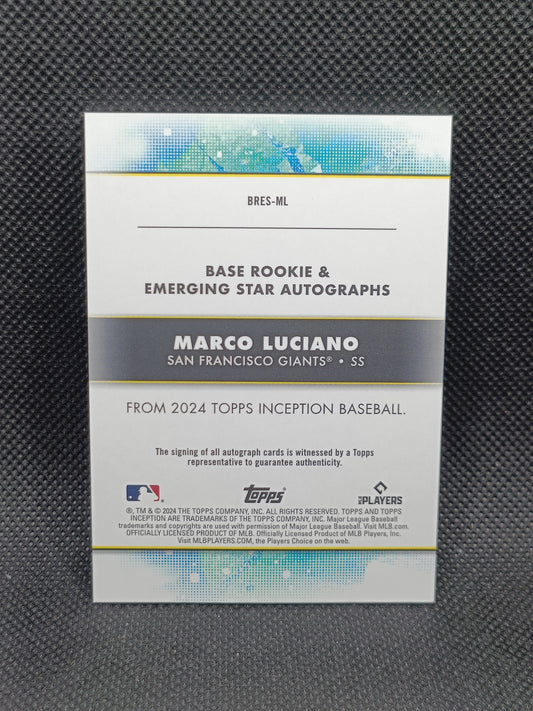 BRES-ML
BASE ROOKIE &
EMERGING STAR AUTOGRAPHS
MARCO LUCIANO
SAN FRANCISCO GIANTS® • SS
FROM 2024 TOPPS INCEPTION BASEBALL.
The signing of all autograph cards is witnessed by a Topps
representative to guarantee authenticity.
topps®
MLB PLAYERS
®, TM & © 2024 THE TOPPS COMPANY, INC. ALL RIGHTS RESERVED. TOPPS AND TOPPS
INCEPTION ARE TRADEMARKS OF THE TOPPS COMPANY, INC. Major League Baseball
trademarks and copyrights are used with permission of Major League Baseball. Visit MLB.com.
OFFICIALLY LICENSED PRODUCT OF MLB. Officially Licensed Product of MLB Players, Inc.
Visit MLBPLAYERS.COM, the Players Choice on the web.